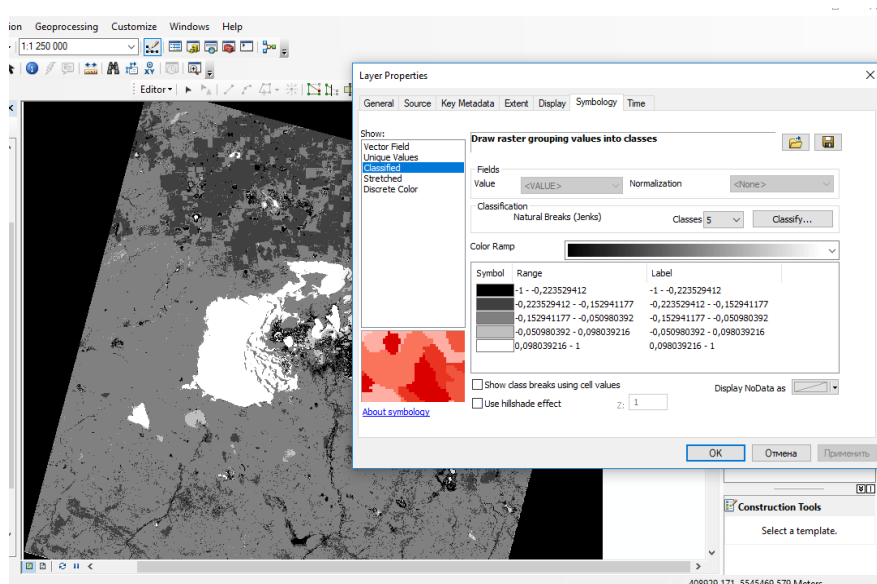 ion Geoprocessing Customize Windows Help
1:1 250 000
Editor
Layer Properties
General Source Key Metadata Extent Display Symbology Time
Show:
Vector Field
Unique Values
Classified
Stretched
Discrete Color
Draw raster grouping values into classes
Fields
Value <VALUE> Normalization <None>
Classification
Natural Breaks (Jenks) Classes 5 Classify...
Color Ramp
Symbol Range Label
-1 - -0,223529412 -1 - -0,223529412
-0,223529412 - -0,152941177 -0,223529412 - -0,152941177
-0,152941177 - -0,050980392 -0,152941177 - -0,050980392
-0,050980392 - 0,098039216 -0,050980392 - 0,098039216
0,098039216 - 1 0,098039216 - 1
Show class breaks using cell values Display NoData as
Use hillshade effect Z: 1
About symbology
OK Отмена Применить
Construction Tools
Select a template.
408929,171 5545469,579 Meters